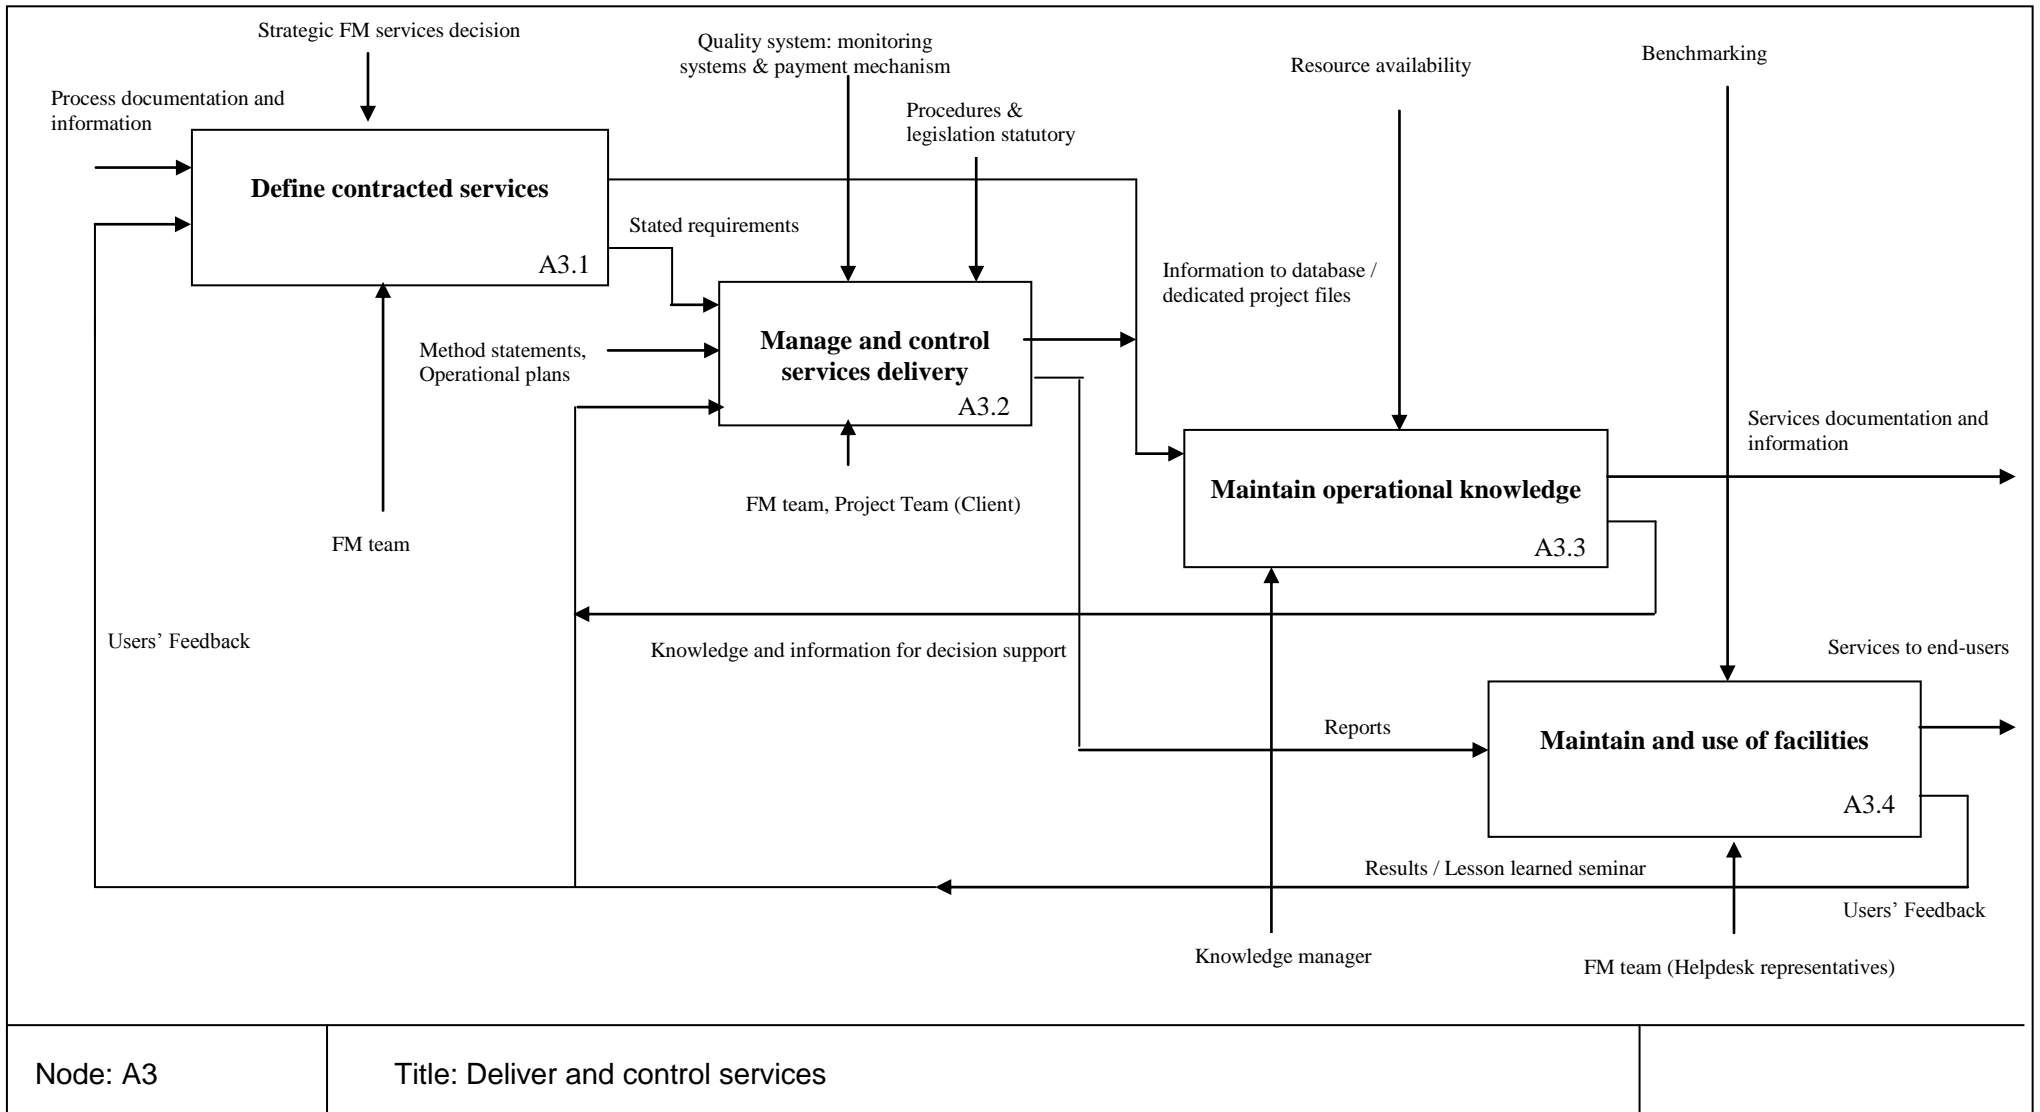 Strategic FM services decision
Quality system: monitoring
systems & payment mechanism
Benchmarking
Resource availability
Process documentation and
information
Procedures &
legislation statutory
Define contracted services
A3.1
Stated requirements
Information to database /
dedicated project files
Manage and control
services delivery
A3.2
Method statements,
Operational plans
Services documentation and
information
Maintain operational knowledge
A3.3
FM team, Project Team (Client)
FM team
Users’ Feedback
Knowledge and information for decision support
Services to end-users
Reports
Maintain and use of facilities
A3.4
Results / Lesson learned seminar
Users’ Feedback
Knowledge manager
FM team (Helpdesk representatives)
Node: A3
Title: Deliver and control services